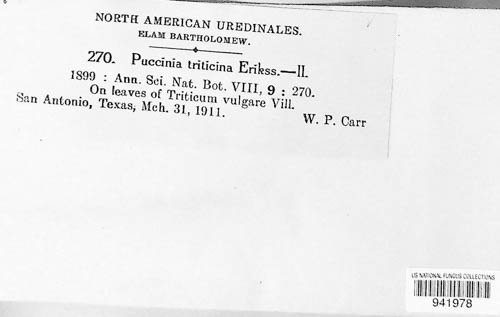 NORTH AMERICAN UREDINALES.
ELAM BARTHOLOMEW.
270. Puccinia triticina Erikss.—II.
1899 : Ann. Sci. Nat. Bot. VIII, 9 : 270.
On leaves of Triticum vulgare Vill.
San Antonio, Texas, Mch. 31, 1911. W. P. Carr
US NATIONAL FUNGUS COLLECTIONS
941978